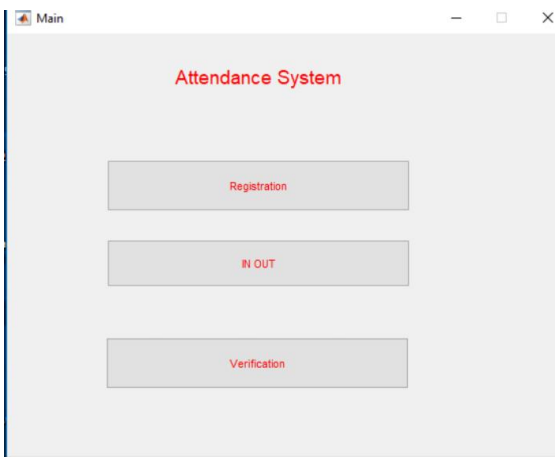 Main
Attendance System
Registration
IN OUT
Verification